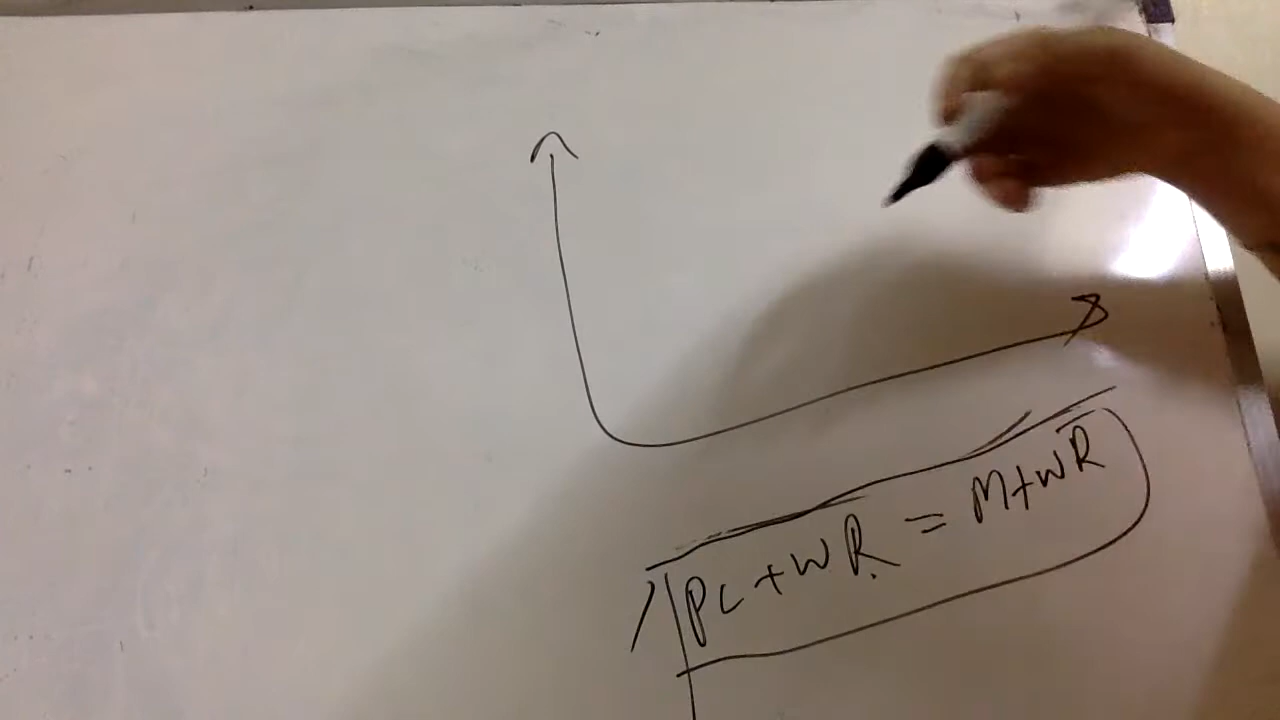 PC + WR = M + WR̅